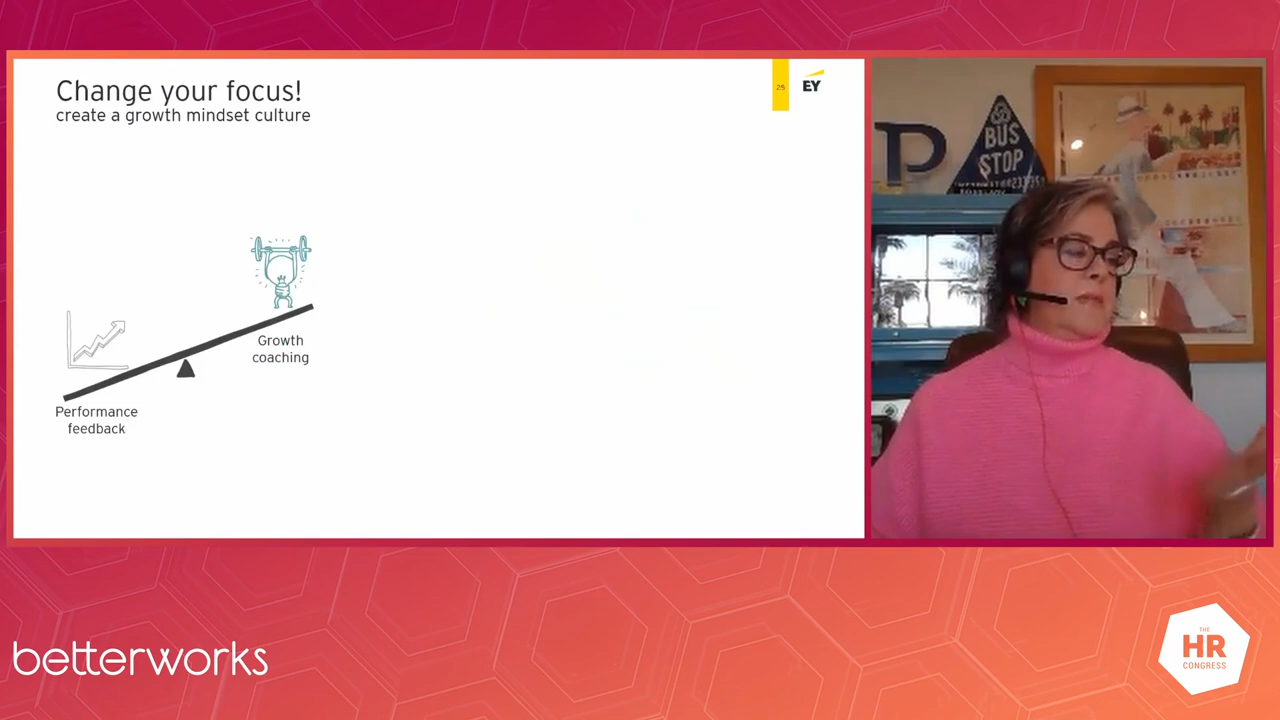 Change your focus!
create a growth mindset culture
25
EY
Growth
coaching
Performance
feedback
P
BUS
STOP
betterworks
THE
HR
CONGRESS